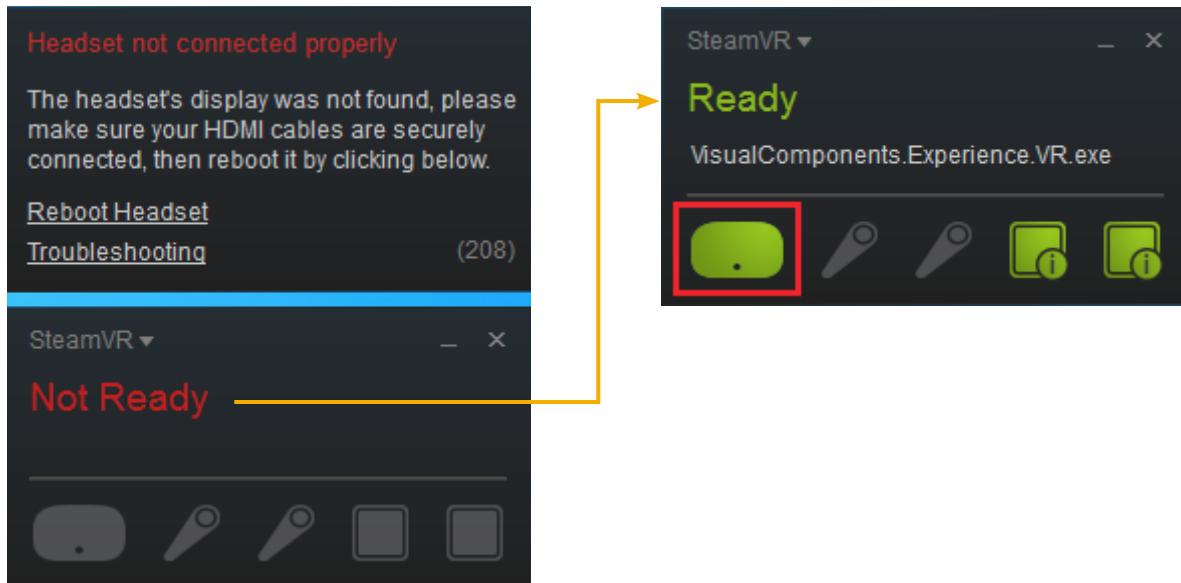 Headset not connected properly
The headset's display was not found, please
make sure your HDMI cables are securely
connected, then reboot it by clicking below.
Reboot Headset
Troubleshooting
(208)
SteamVR
Not Ready
SteamVR
Ready
VisualComponents.Experience.VR.exe
i
i